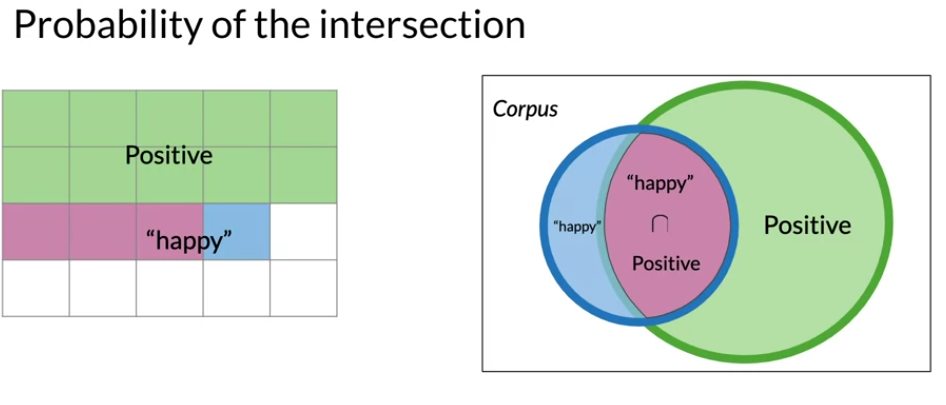 Probability of the intersection
Positive
“happy”
Corpus
“happy”
“happy”
∩
Positive
Positive